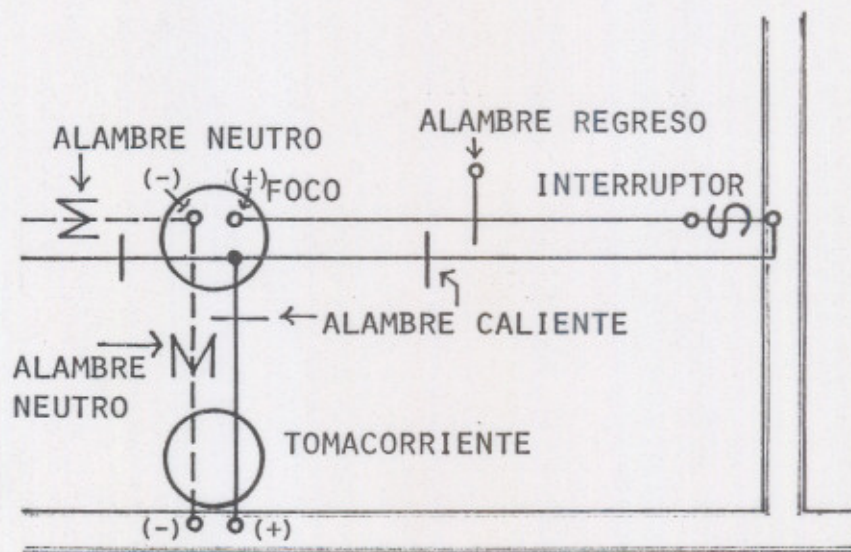 ALAMBRE NEUTRO
ALAMBRE REGRESO
(-)
(+)
FOCO
INTERRUPTOR
S
M
ALAMBRE CALIENTE
ALAMBRE
NEUTRO
M
TOMACORRIENTE
(-)
(+)